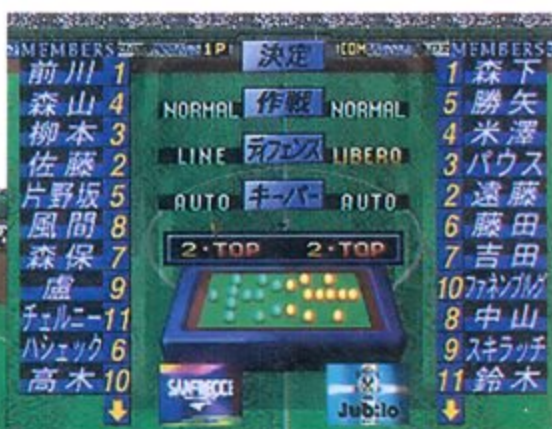 MEMBERS 1P 決定 COM MEMBERS
前川 1
森山 4
柳本 3
佐藤 2
片野坂 5
風間 8
森保 7
盧 9
チェルニー 11
ハシェック 6
高木 10
NORMAL 作戦 NORMAL
LINE ディフェンス LIBERO
AUTO キーパー AUTO
2・TOP 2・TOP
SANFRECCE
Jubilo
1 森下
5 勝矢
4 米澤
3 パウス
2 遠藤
6 藤田
7 吉田
10 ファネンブルグ
8 中山
9 スキラッチ
11 鈴木